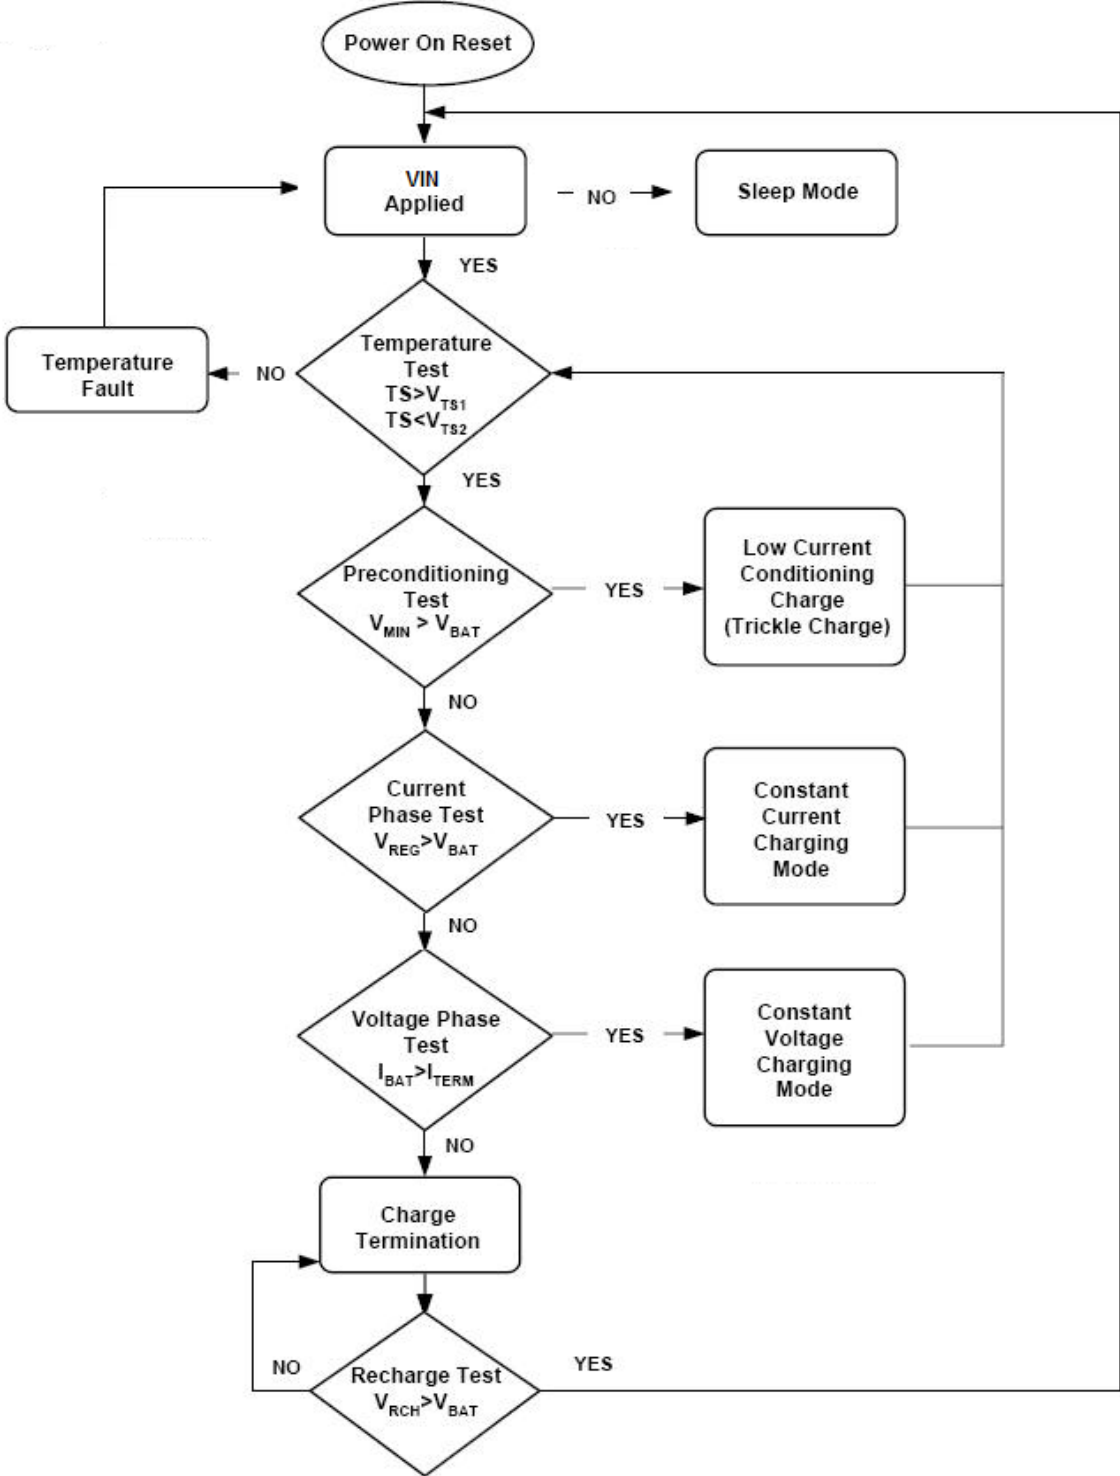 Power On Reset
VIN
Applied
NO
Sleep Mode
YES
Temperature
Test
TS>VTS1
TS<VTS2
NO
Temperature
Fault
YES
Preconditioning
Test
VMIN > VBAT
YES
Low Current
Conditioning
Charge
(Trickle Charge)
NO
Current
Phase Test
VREG>VBAT
YES
Constant
Current
Charging
Mode
NO
Voltage Phase
Test
IBAT>ITERM
YES
Constant
Voltage
Charging
Mode
NO
Charge
Termination
NO
Recharge Test
VRCH>VBAT
YES